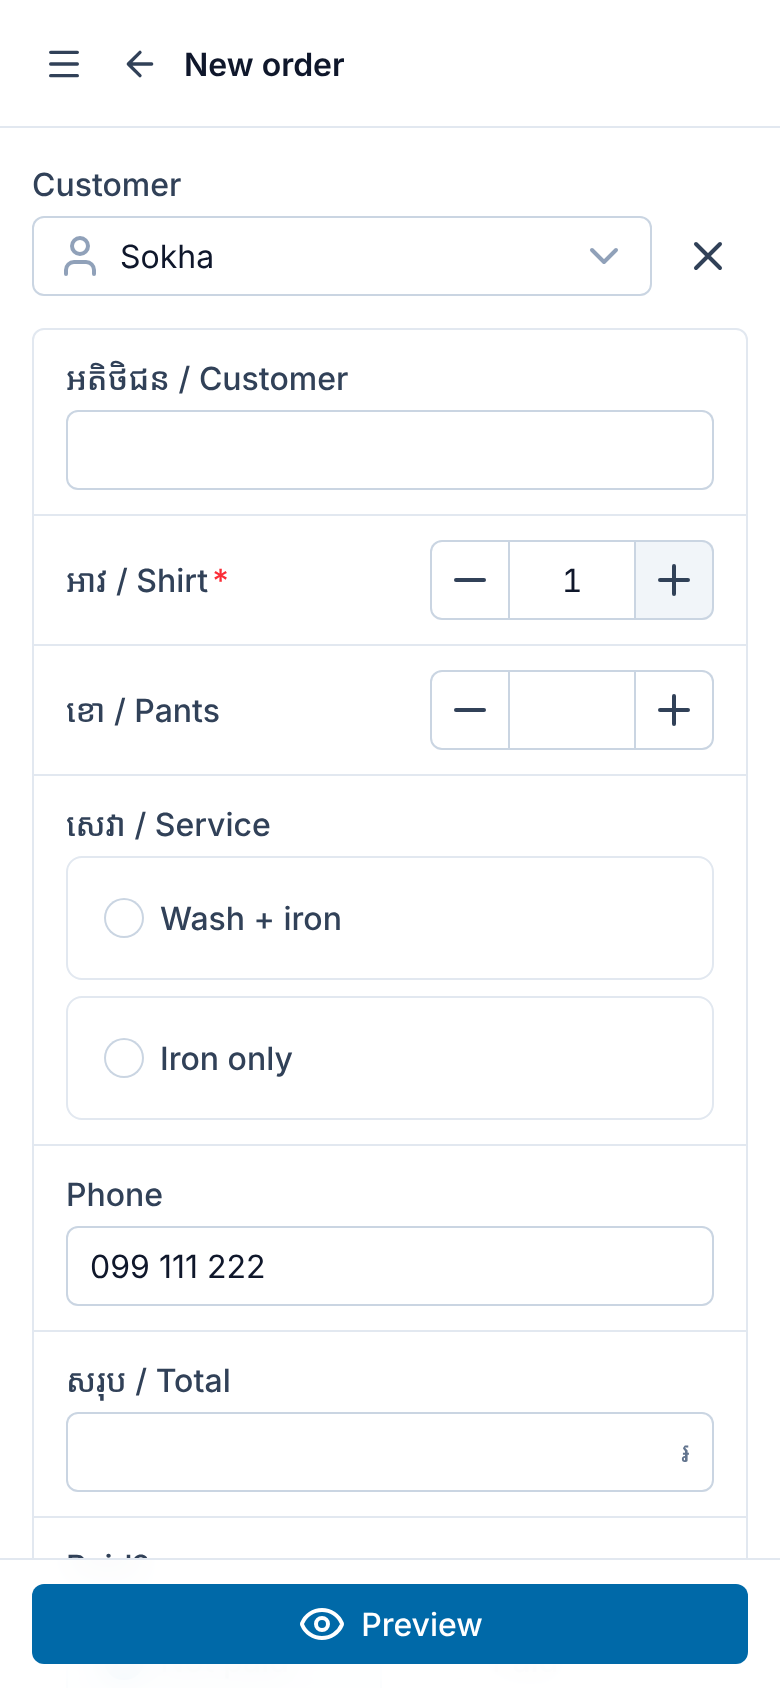 New order
Customer
Sokha
អតិថិជន / Customer
អាវ / Shirt*
1
ខោ / Pants
សេវា / Service
Wash + iron
Iron only
Phone
099 111 222
សរុប / Total
៛
Preview